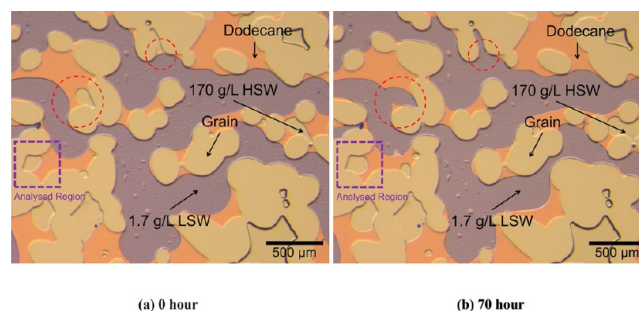 Dodecane
170 g/L HSW
Grain
Analysed Region
1.7 g/L LSW
500 μm
Dodecane
170 g/L HSW
Grain
Analysed Region
1.7 g/L LSW
500 μm
(a) 0 hour
(b) 70 hour